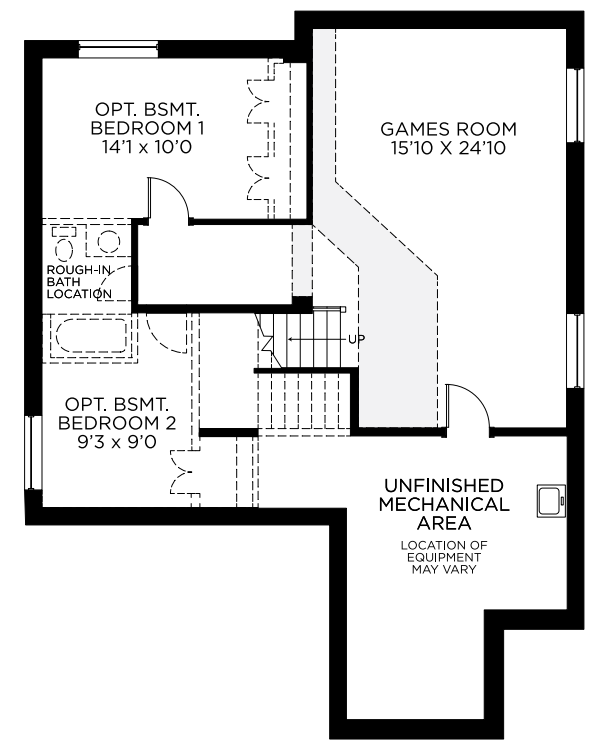 OPT. BSMT.
BEDROOM 1
14'1 x 10'0
GAMES ROOM
15'10 X 24'10
ROUGH-IN
BATH
LOCATION
UP
OPT. BSMT.
BEDROOM 2
9'3 x 9'0
UNFINISHED
MECHANICAL
AREA
LOCATION OF
EQUIPMENT
MAY VARY